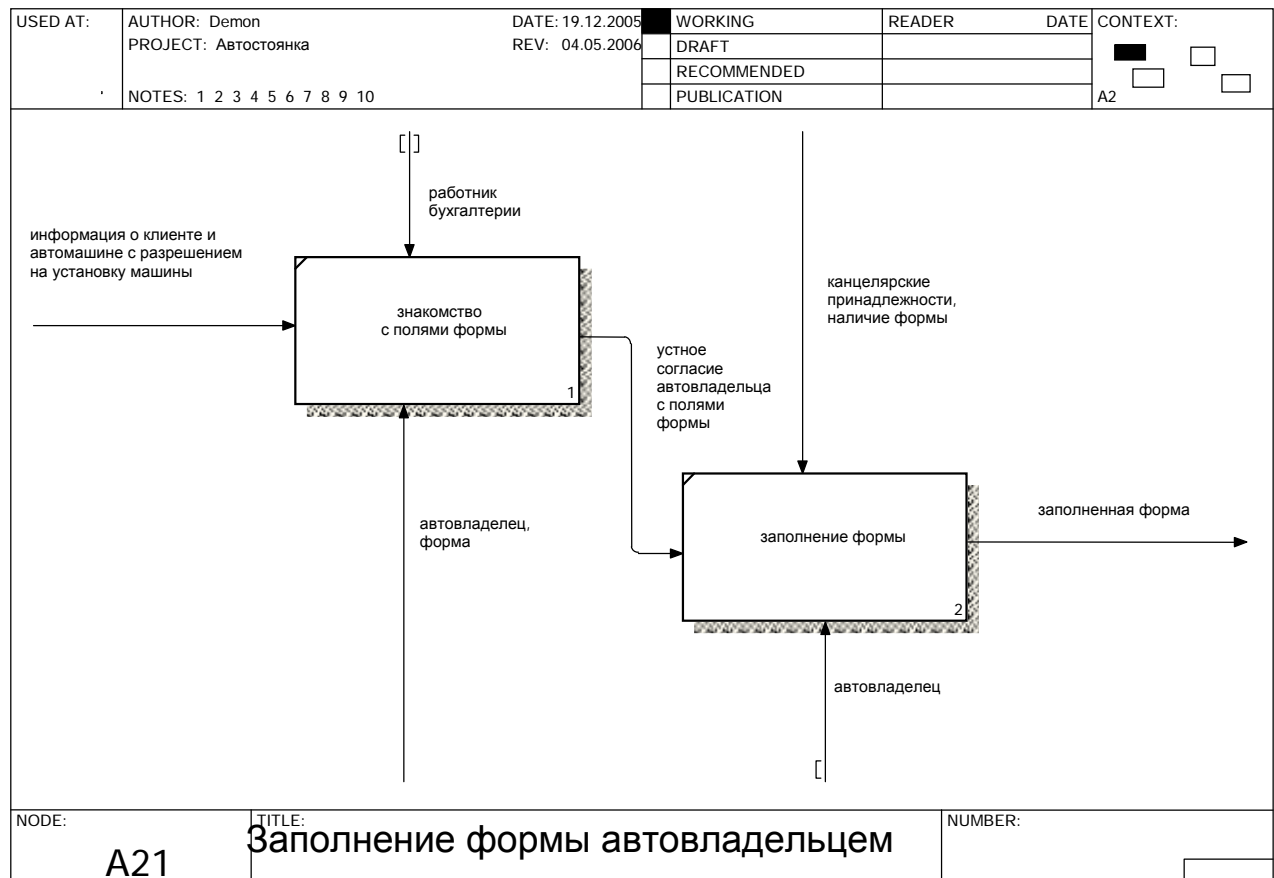 USED AT:
AUTHOR: Demon
DATE: 19.12.2005
PROJECT: Автостоянка
REV: 04.05.2006
NOTES: 1 2 3 4 5 6 7 8 9 10
WORKING
DRAFT
RECOMMENDED
PUBLICATION
READER
DATE
CONTEXT:
A2
работник
бухгалтерии
информация о клиенте и
автомашине с разрешением
на установку машины
знакомство
с полями формы
1
канцелярские
принадлежности,
наличие формы
устное
согласие
автовладельца
с полями
формы
автовладелец,
форма
заполнение формы
2
заполненная форма
автовладелец
NODE:
A21
TITLE:
Заполнение формы автовладельцем
NUMBER: